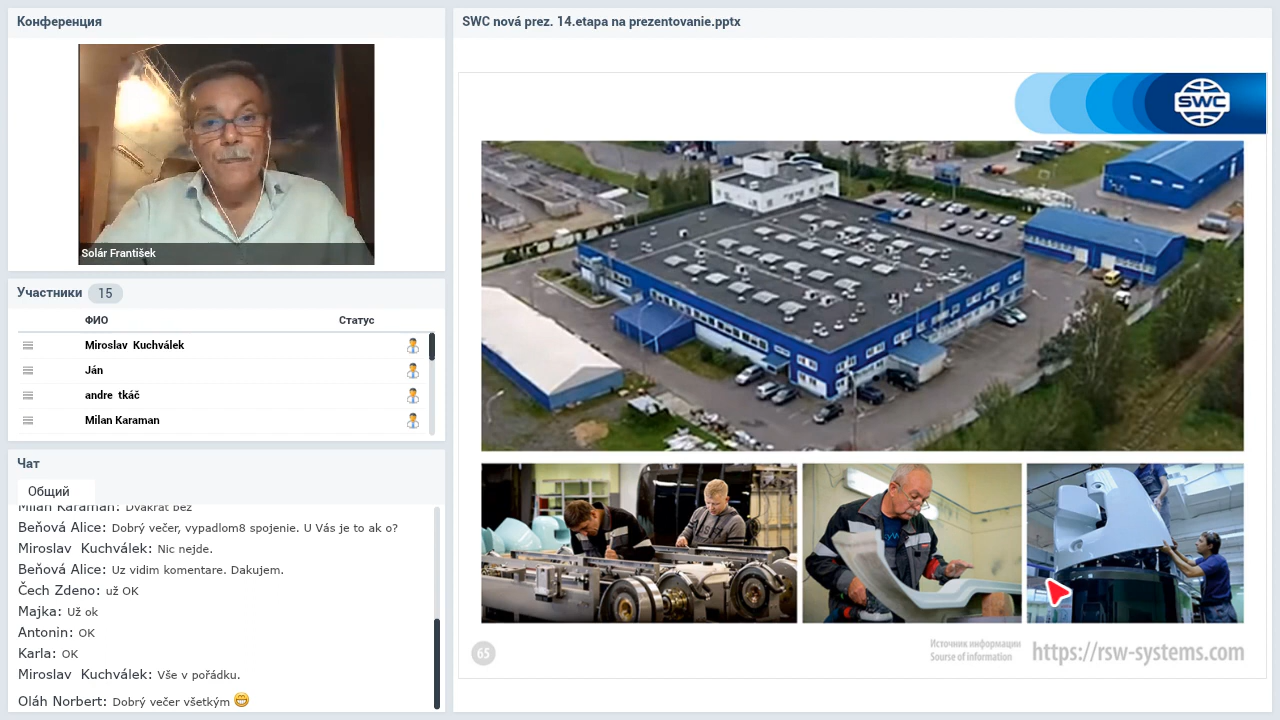 Конференция
Solár František
Участники 15
ФИО Статус
Miroslav Kuchválek
Ján
andre tkáč
Milan Karaman
Чат
Общий
Milan Karaman: Dvakrat bez
Beňová Alice: Dobrý večer, vypadlom8 spojenie. U Vás je to ak o?
Miroslav Kuchválek: Nic nejde.
Beňová Alice: Uz vidim komentare. Dakujem.
Čech Zdeno: už OK
Majka: Už ok
Antonin: OK
Karla: OK
Miroslav Kuchválek: Vše v pořádku.
Oláh Norbert: Dobrý večer všetkým
SWC nová prez. 14.etapa na prezentovanie.pptx
SWC
65
Источник информации
Sourse of information
https://rsw-systems.com